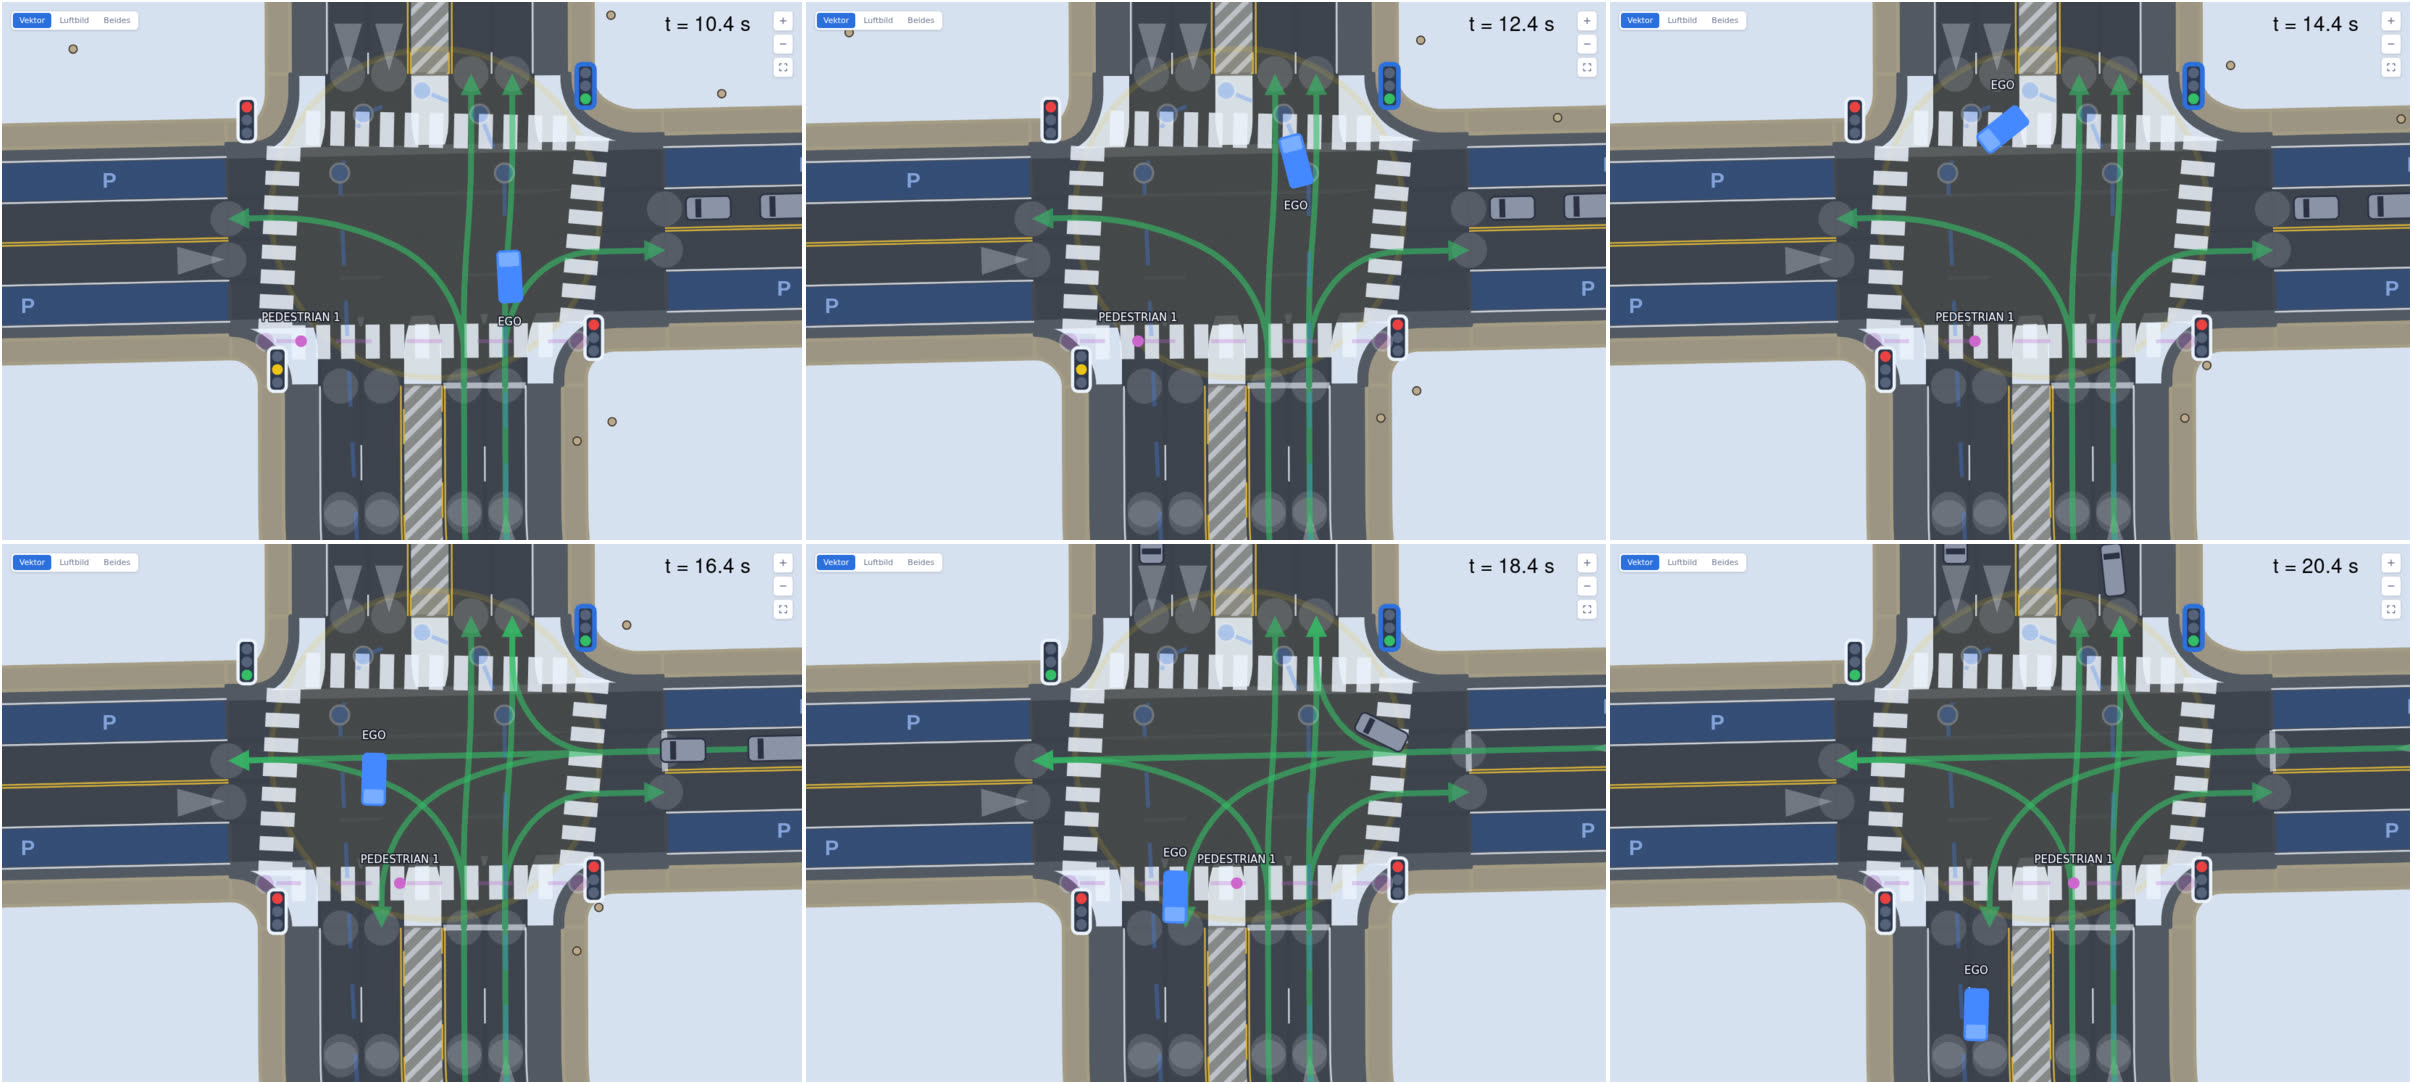 Vektor Luftbild Beides
t = 10.4 s
+
−
P
P
P
PEDESTRIAN 1
EGO
Vektor Luftbild Beides
t = 12.4 s
+
−
P
EGO
P
P
PEDESTRIAN 1
Vektor Luftbild Beides
t = 14.4 s
+
−
EGO
P
P
P
PEDESTRIAN 1
Vektor Luftbild Beides
t = 16.4 s
+
−
P
EGO
P
P
PEDESTRIAN 1
Vektor Luftbild Beides
t = 18.4 s
+
−
P
P
P
EGO
PEDESTRIAN 1
Vektor Luftbild Beides
t = 20.4 s
+
−
P
P
P
PEDESTRIAN 1
EGO